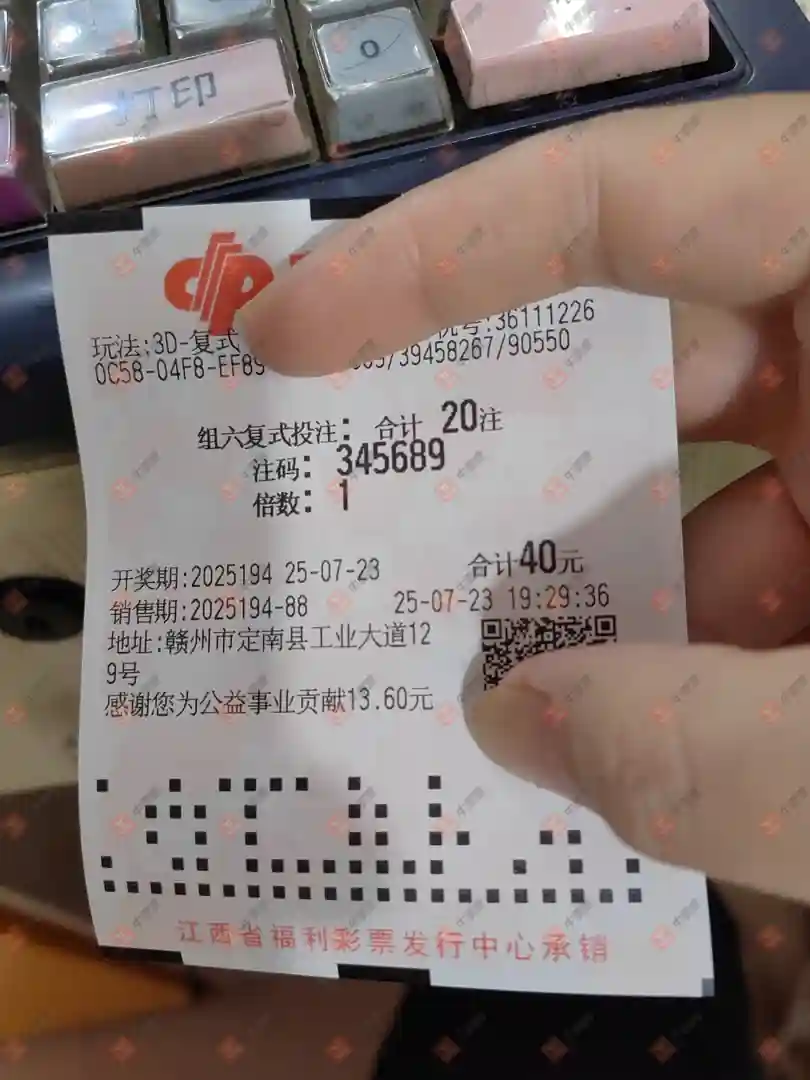 打印
0
玩法:3D-复式 机号:36111226
0C58-04F8-EF89 /39458267/90550
组六复式投注: 合计 20注
注码: 345689
倍数: 1
开奖期:2025194 25-07-23 合计40元
销售期:2025194-88 25-07-23 19:29:36
地址:赣州市定南县工业大道12
9号
感谢您为公益事业贡献13.60元
江西省福利彩票发行中心承销